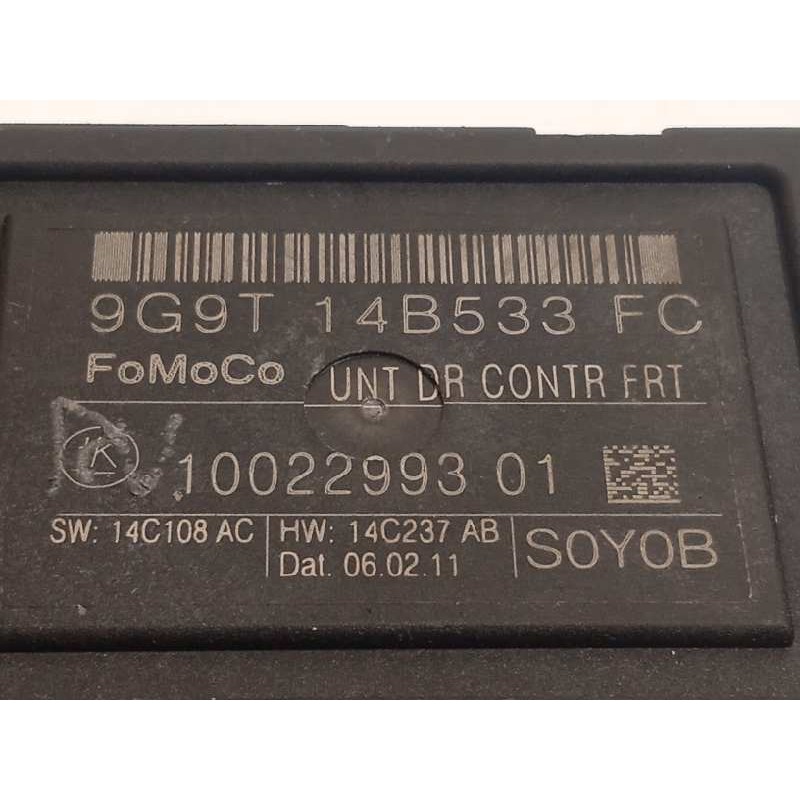 9G9T 14B533 FC
FoMoCo UNT DR CONTR FRT
K 10022993 01
SW: 14C108 AC HW: 14C237 AB S0Y0B
Dat. 06.02.11